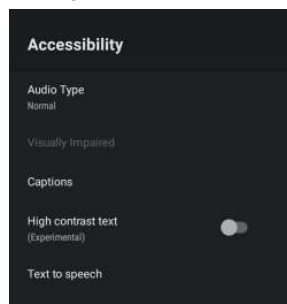 Accessibility
Audio Type
Normal
Visually Impaired
Captions
High contrast text
(Experimental)
Text to speech